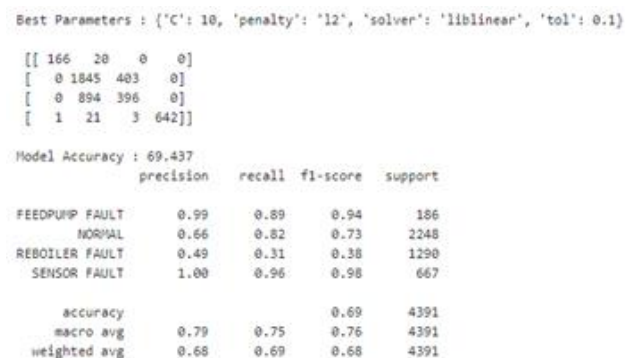 Best Parameters : {'C': 10, 'penalty': 'l2', 'solver': 'liblinear', 'tol': 0.1}
[[ 166 20 0 0]
[ 0 1845 403 0]
[ 0 894 396 0]
[ 1 21 3 642]]
Model Accuracy : 69.437
precision recall f1-score support
FEEDPUMP FAULT 0.99 0.89 0.94 186
NORMAL 0.66 0.82 0.73 2248
REBOILER FAULT 0.49 0.31 0.38 1290
SENSOR FAULT 1.00 0.96 0.98 667
accuracy 0.69 4391
macro avg 0.79 0.75 0.76 4391
weighted avg 0.68 0.69 0.68 4391